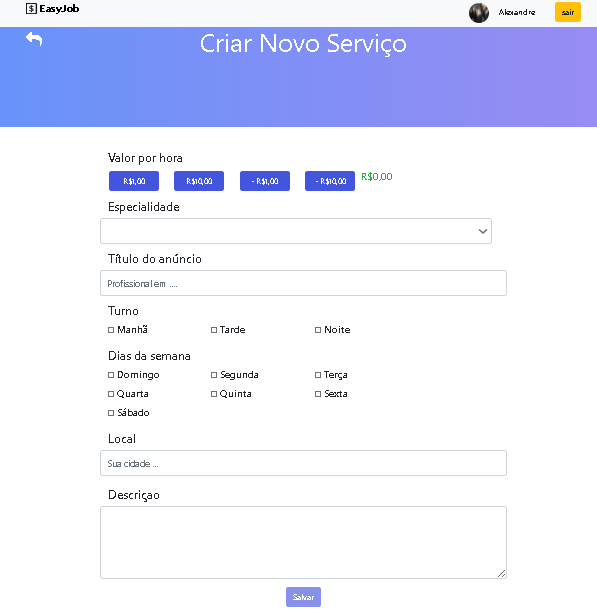 EasyJob
Alexandre
sair
Criar Novo Serviço
Valor por hora
R$1,00 R$10,00 - R$1,00 - R$10,00 R$0,00
Especialidade
Título do anúncio
Profissional em ....
Turno
Manhã Tarde Noite
Dias da semana
Domingo Segunda Terça
Quarta Quinta Sexta
Sábado
Local
Sua cidade ...
Descriçao
Salvar